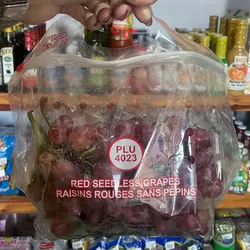 PLU
4023
RED SEEDLESS GRAPES
RAISINS ROUGES SANS PEPINS